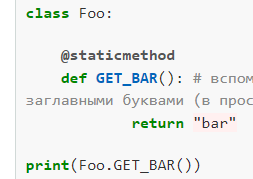 class Foo:
@staticmethod
def GET_BAR(): # вспом
заглавными буквами (в прос
return "bar"
print(Foo.GET_BAR())